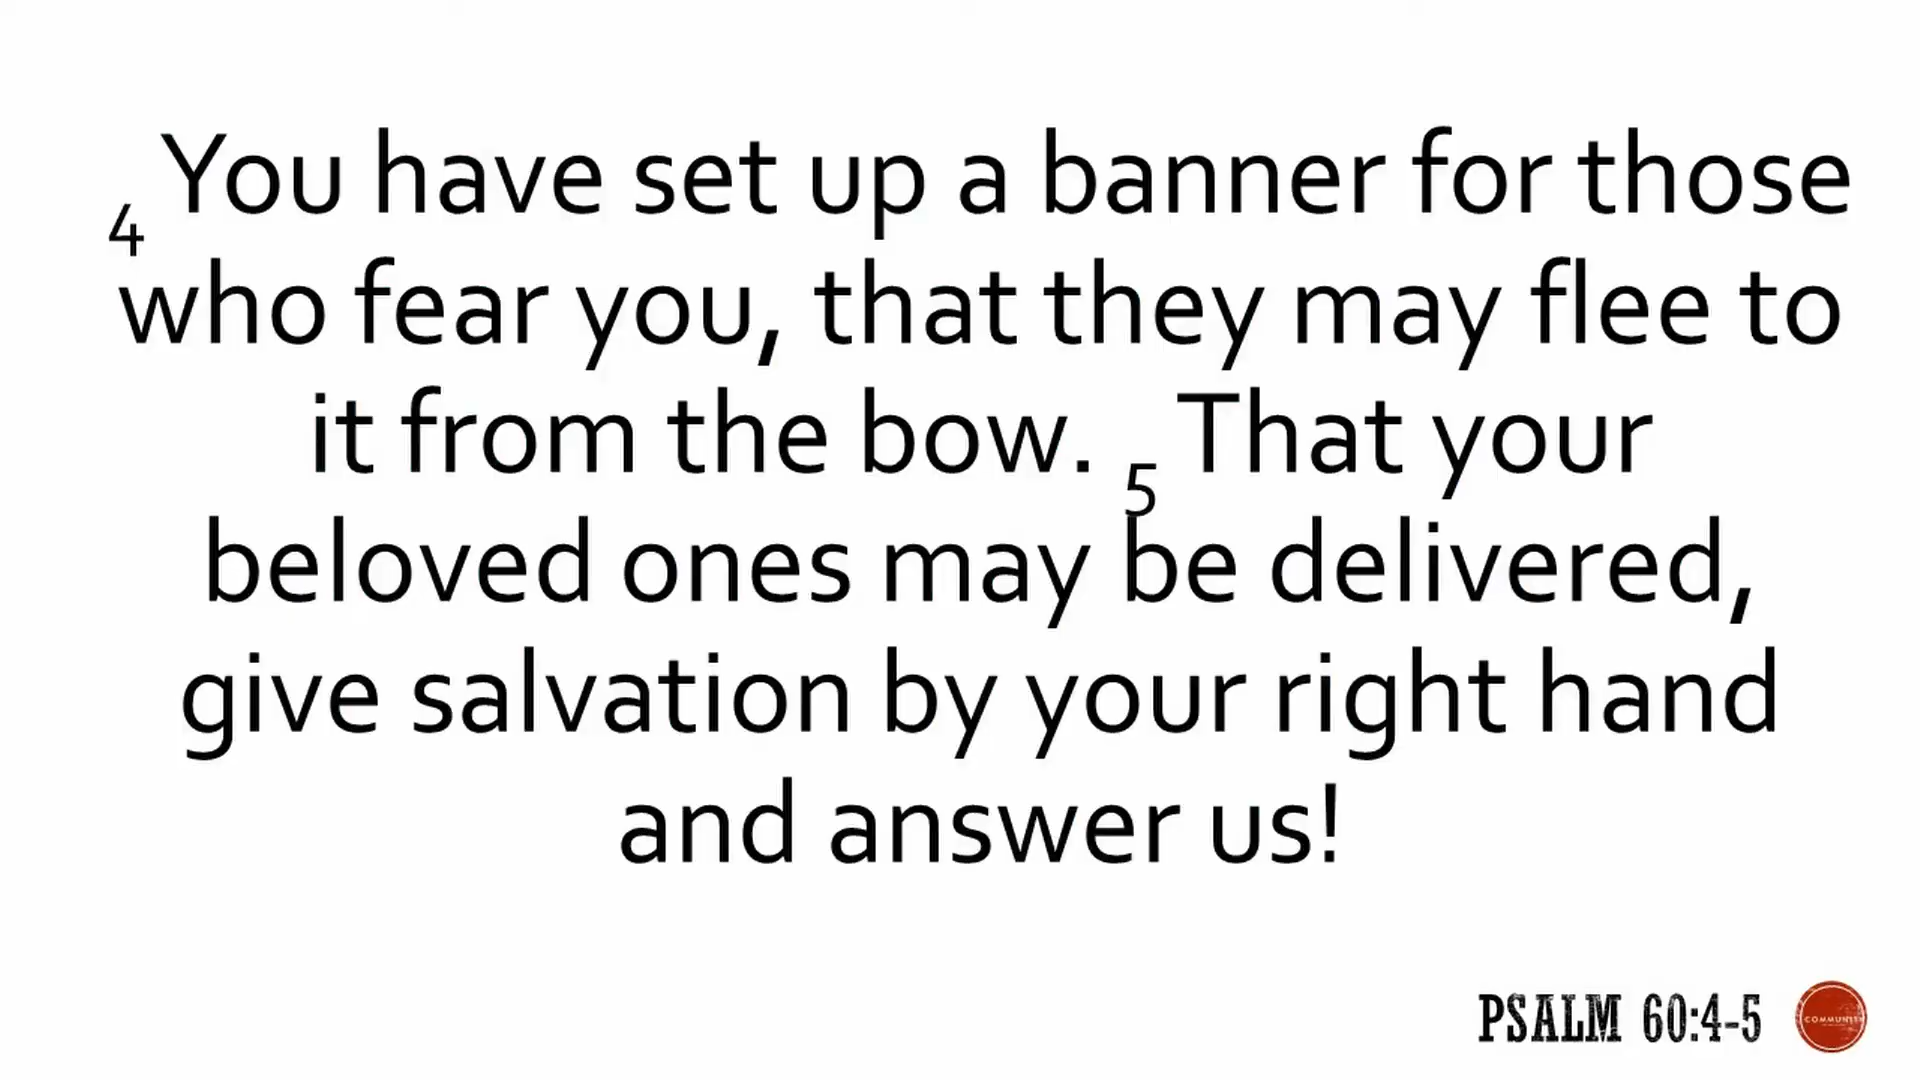 4 You have set up a banner for those
who fear you, that they may flee to
it from the bow. 5 That your
beloved ones may be delivered,
give salvation by your right hand
and answer us!
PSALM 60:4-5
COMMUNITY